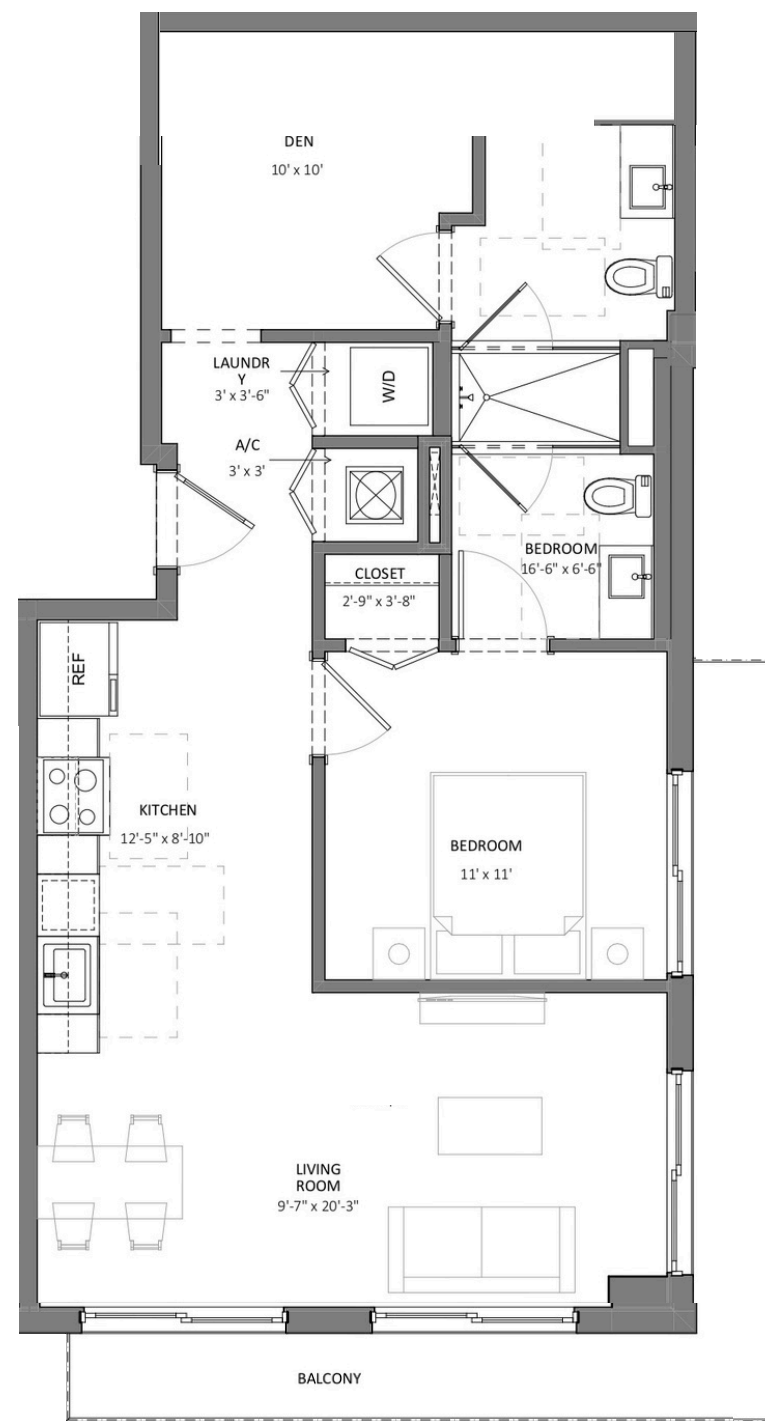 DEN
10' x 10'
LAUNDR
Y
3' x 3'-6"
W/D
A/C
3' x 3'
BEDROOM
16'-6" x 6'-6"
CLOSET
2'-9" x 3'-8"
REF
KITCHEN
12'-5" x 8'-10"
BEDROOM
11' x 11'
LIVING
ROOM
9'-7" x 20'-3"
BALCONY